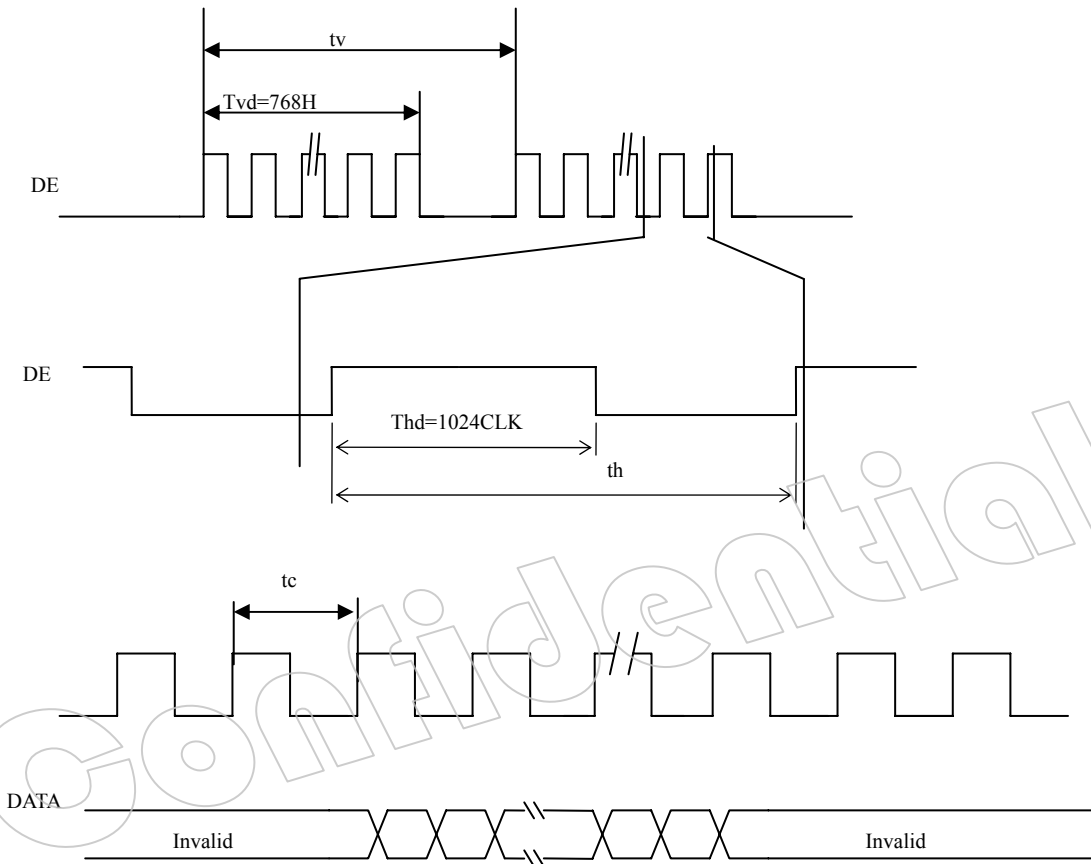 tv
Tvd=768H
DE
DE
Thd=1024CLK
th
tc
DATA
Invalid
Invalid
Confidential